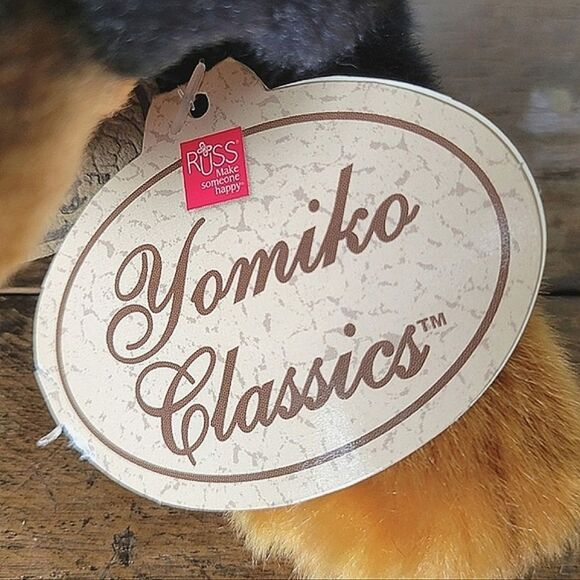 RUSS
Make
someone
happy™
Yomiko
Classics™